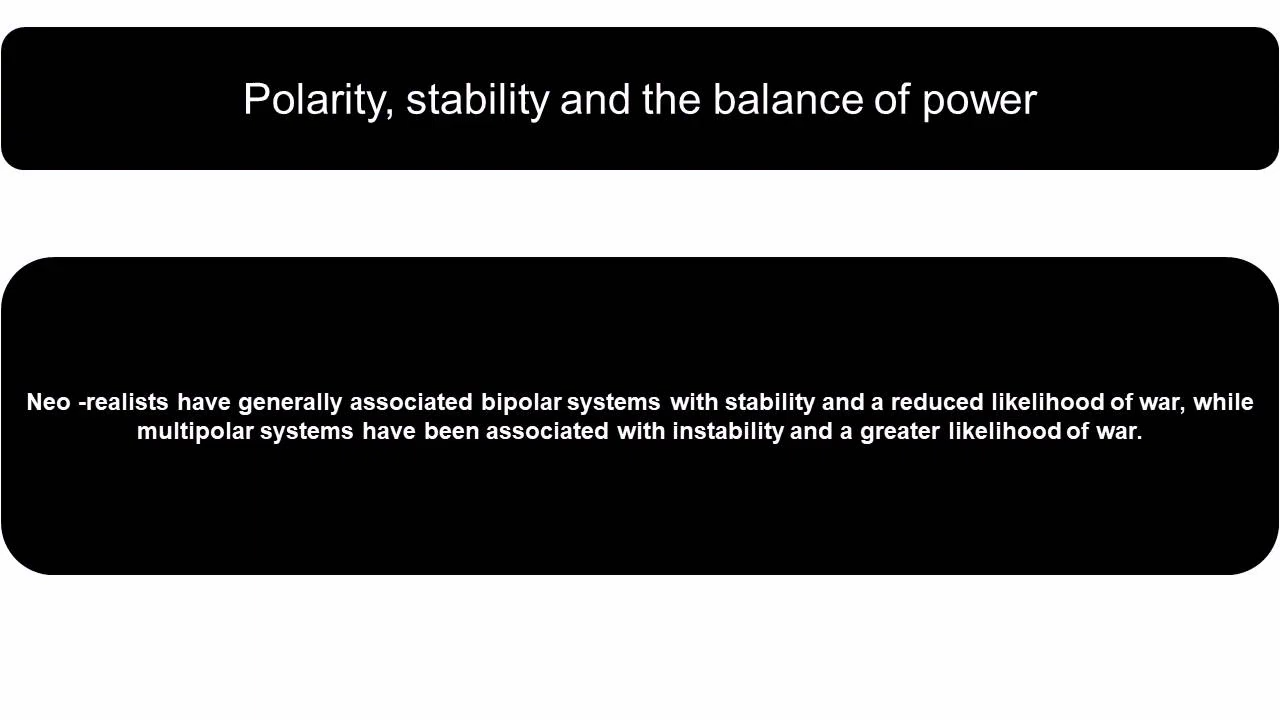 Polarity, stability and the balance of power
Neo -realists have generally associated bipolar systems with stability and a reduced likelihood of war, while
multipolar systems have been associated with instability and a greater likelihood of war.